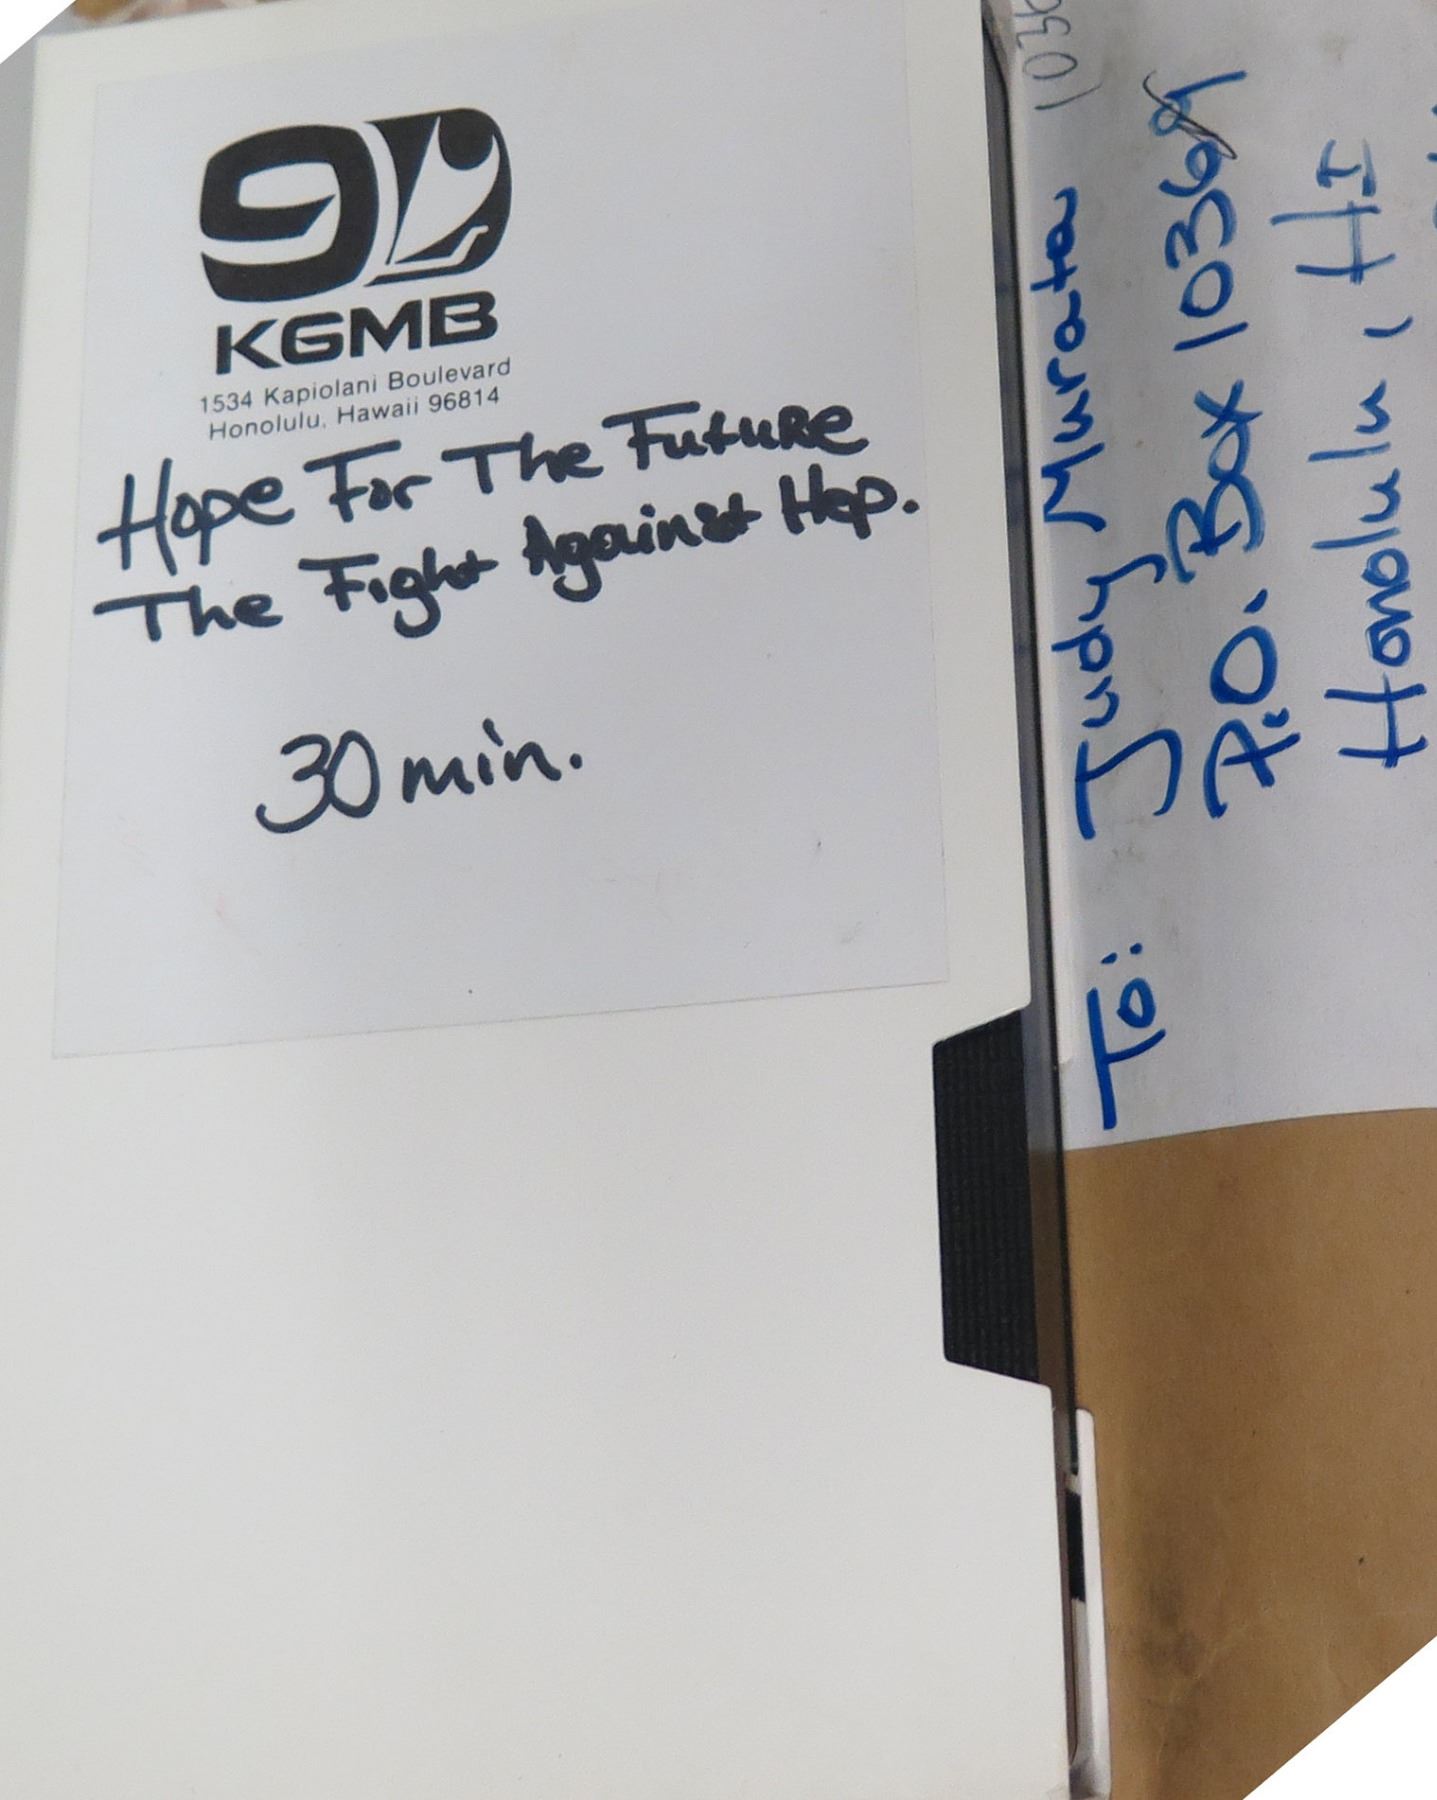 9
KGMB
1534 Kapiolani Boulevard
Honolulu, Hawaii 96814
Hope For The Future
The Fight Against Hep.
30 min.
To: Judy Murata
P.O. Box 10369
Honolulu, HI